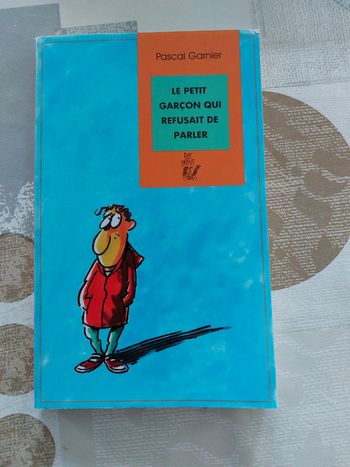 Pascal Garnier
LE PETIT
GARÇON QUI
REFUSAIT DE
PARLER